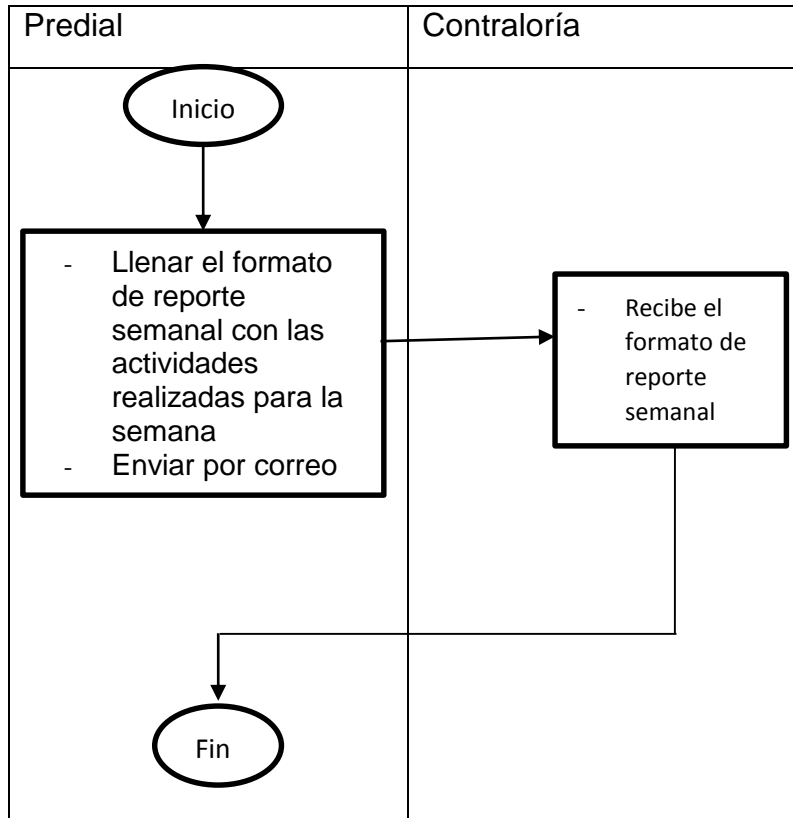 Predial
Contraloría
Inicio
- Llenar el formato
de reporte
semanal con las
actividades
realizadas para la
semana
- Enviar por correo
- Recibe el
formato de
reporte
semanal
Fin